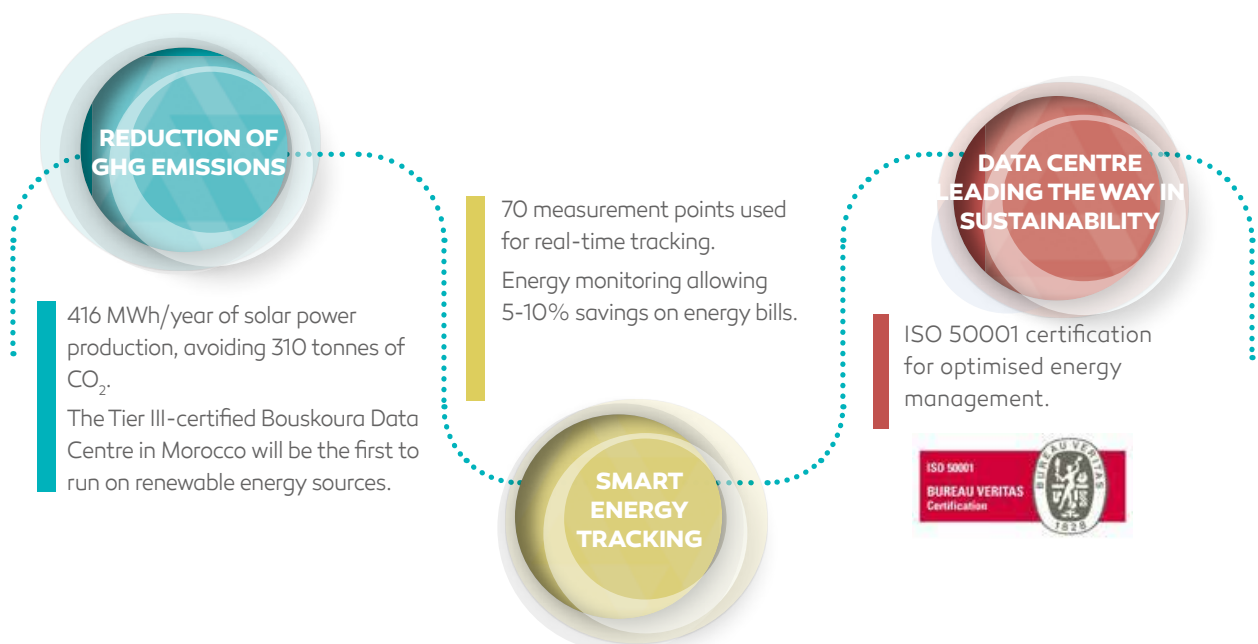 REDUCTION OF
GHG EMISSIONS
416 MWh/year of solar power
production, avoiding 310 tonnes of
CO₂.
The Tier III-certified Bouskoura Data
Centre in Morocco will be the first to
run on renewable energy sources.
70 measurement points used
for real-time tracking.
Energy monitoring allowing
5-10% savings on energy bills.
SMART
ENERGY
TRACKING
DATA CENTRE
LEADING THE WAY IN
SUSTAINABILITY
ISO 50001 certification
for optimised energy
management.
ISO 50001
BUREAU VERITAS
Certification
BUREAU VERITAS
1828